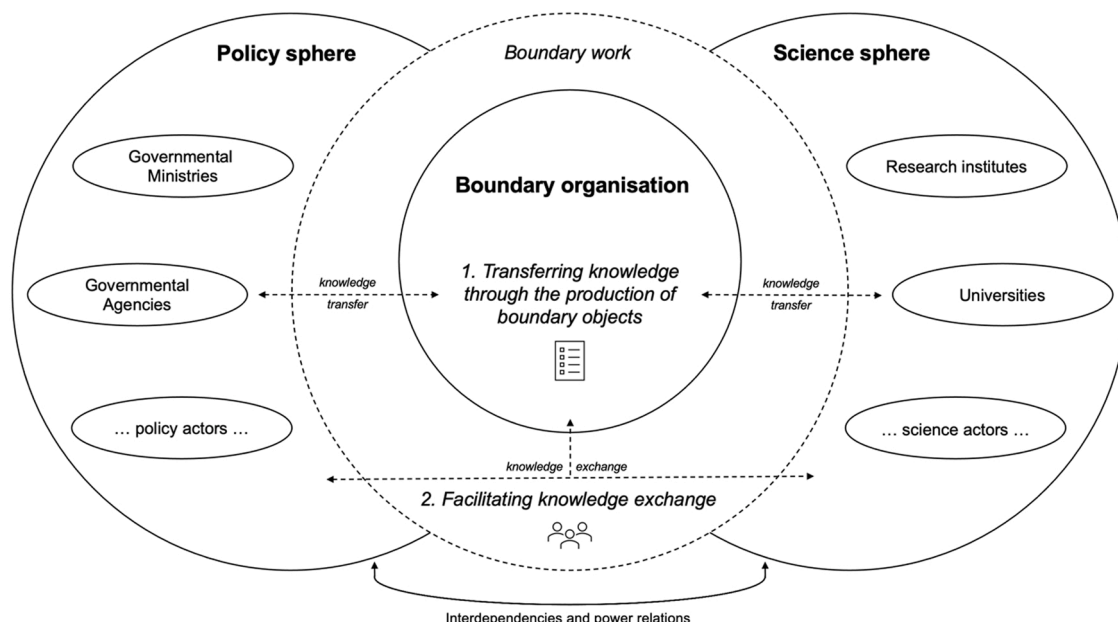 Policy sphere
Boundary work
Science sphere
Governmental
Ministries
Research institutes
Boundary organisation
1. Transferring knowledge
through the production of
boundary objects
Governmental
Agencies
knowledge
transfer
knowledge
transfer
Universities
... policy actors ...
... science actors ...
knowledge exchange
2. Facilitating knowledge exchange
Interdependencies and power relations